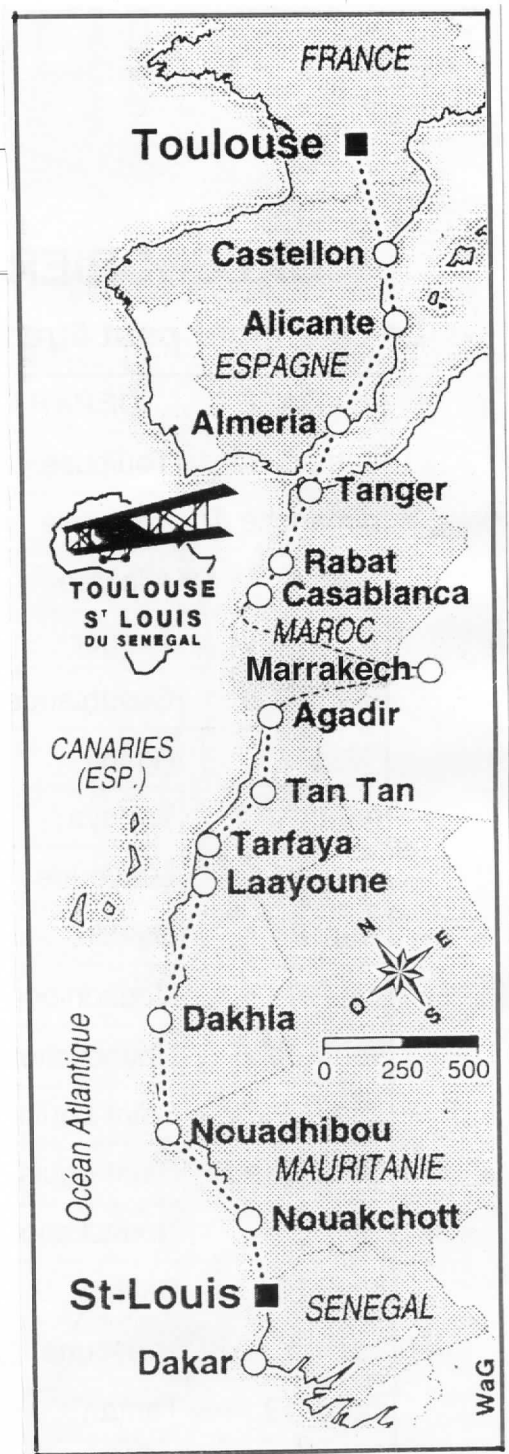 FRANCE
Toulouse
Castellon
Alicante
ESPAGNE
Almeria
Tanger
Rabat
TOULOUSE
Casablanca
ST LOUIS
MAROC
DU SENEGAL
Marrakech
Agadir
CANARIES
(ESP.)
Tan Tan
Tarfaya
Laayoune
N
E
O
S
Dakhla
0 250 500
Océan Atlantique
Nouadhibou
MAURITANIE
Nouakchott
St-Louis
SENEGAL
Dakar
WaG